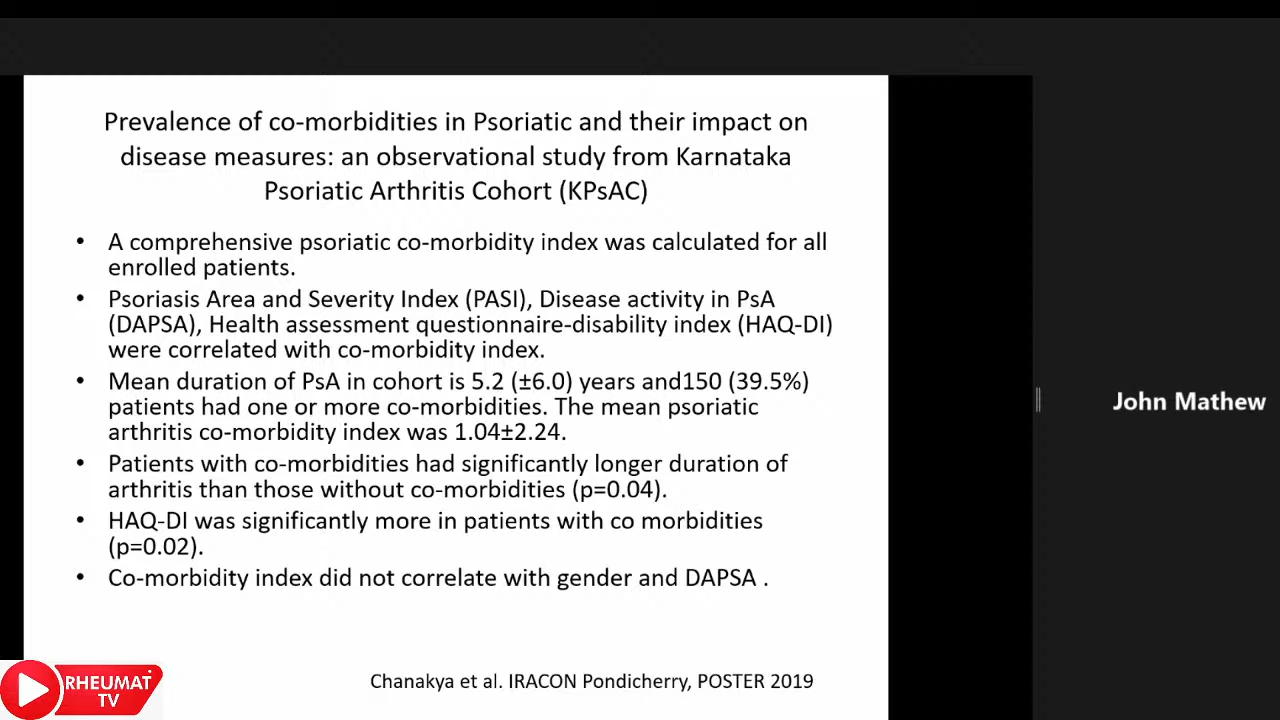 Prevalence of co-morbidities in Psoriatic and their impact on
disease measures: an observational study from Karnataka
Psoriatic Arthritis Cohort (KPsAC)
• A comprehensive psoriatic co-morbidity index was calculated for all
enrolled patients.
• Psoriasis Area and Severity Index (PASI), Disease activity in PsA
(DAPSA), Health assessment questionnaire-disability index (HAQ-DI)
were correlated with co-morbidity index.
• Mean duration of PsA in cohort is 5.2 (±6.0) years and150 (39.5%)
patients had one or more co-morbidities. The mean psoriatic
arthritis co-morbidity index was 1.04±2.24.
• Patients with co-morbidities had significantly longer duration of
arthritis than those without co-morbidities (p=0.04).
• HAQ-DI was significantly more in patients with co morbidities
(p=0.02).
• Co-morbidity index did not correlate with gender and DAPSA .
Chanakya et al. IRACON Pondicherry, POSTER 2019
John Mathew
RHEUMAT
TV